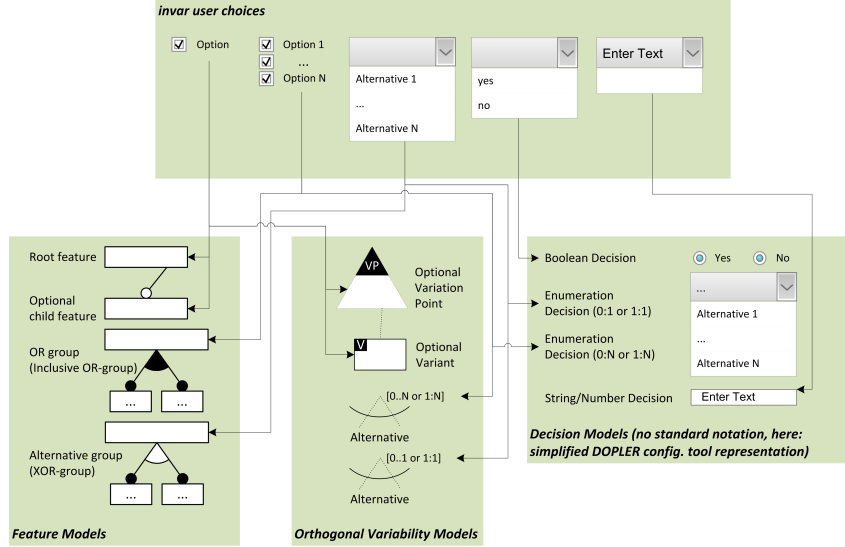 invar user choices
Option
Option 1
...
Option N
Alternative 1
...
Alternative N
yes
no
Enter Text
Root feature
Optional
child feature
OR group
(Inclusive OR-group)
... ...
Alternative group
(XOR-group)
... ...
Feature Models
VP
Optional
Variation
Point
V
Optional
Variant
[0..N or 1:N]
Alternative
[0..1 or 1:1]
Alternative
Orthogonal Variability Models
Boolean Decision
Yes No
Enumeration
Decision (0:1 or 1:1)
Enumeration
Decision (0:N or 1:N)
...
Alternative 1
...
Alternative N
String/Number Decision
Enter Text
Decision Models (no standard notation, here:
simplified DOPLER config. tool representation)